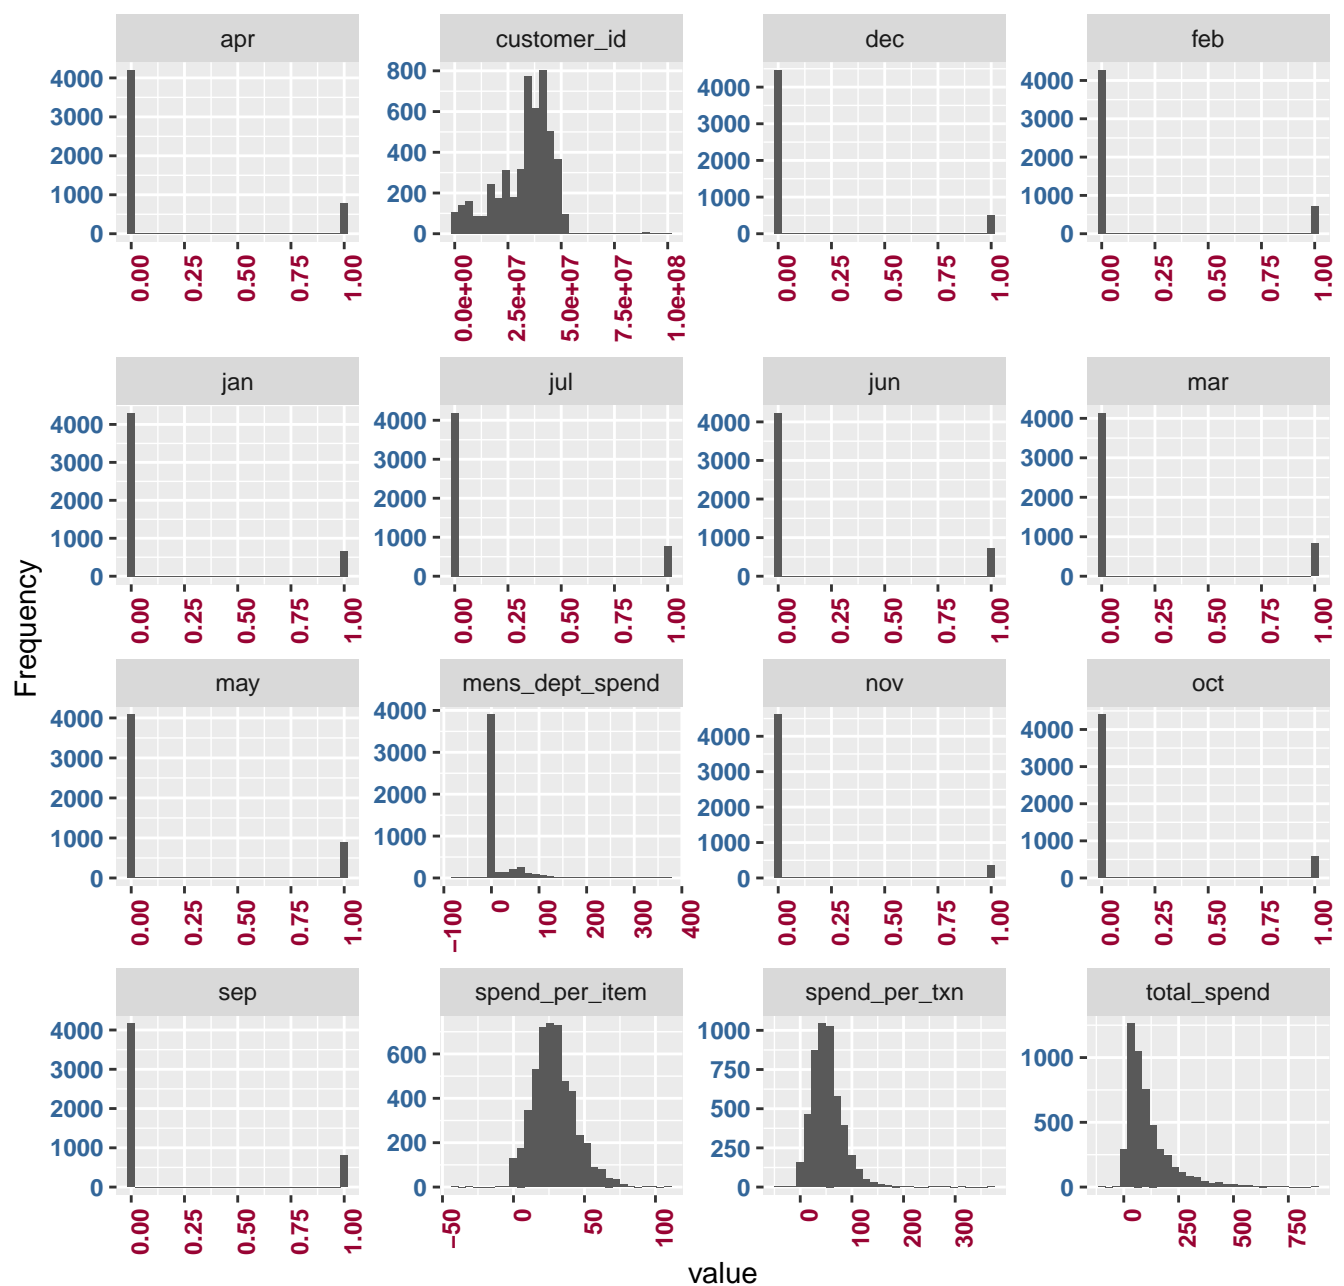 apr customer_id dec feb
4000 3000 2000 1000 0
800 600 400 200 0
4000 3000 2000 1000 0
4000 3000 2000 1000 0
0.00 0.25 0.50 0.75 1.00
0.0e+00 2.5e+07 5.0e+07 7.5e+07 1.0e+08
0.00 0.25 0.50 0.75 1.00
0.00 0.25 0.50 0.75 1.00
jan jul jun mar
4000 3000 2000 1000 0
4000 3000 2000 1000 0
4000 3000 2000 1000 0
4000 3000 2000 1000 0
0.00 0.25 0.50 0.75 1.00
0.00 0.25 0.50 0.75 1.00
0.00 0.25 0.50 0.75 1.00
0.00 0.25 0.50 0.75 1.00
Frequency
may mens_dept_spend nov oct
4000 3000 2000 1000 0
4000 3000 2000 1000 0
4000 3000 2000 1000 0
4000 3000 2000 1000 0
0.00 0.25 0.50 0.75 1.00
−100 0 100 200 300 400
0.00 0.25 0.50 0.75 1.00
0.00 0.25 0.50 0.75 1.00
sep spend_per_item spend_per_txn total_spend
4000 3000 2000 1000 0
600 400 200 0
1000 750 500 250 0
1000 500 0
0.00 0.25 0.50 0.75 1.00
−50 0 50 100
0 100 200 300
0 250 500 750
value